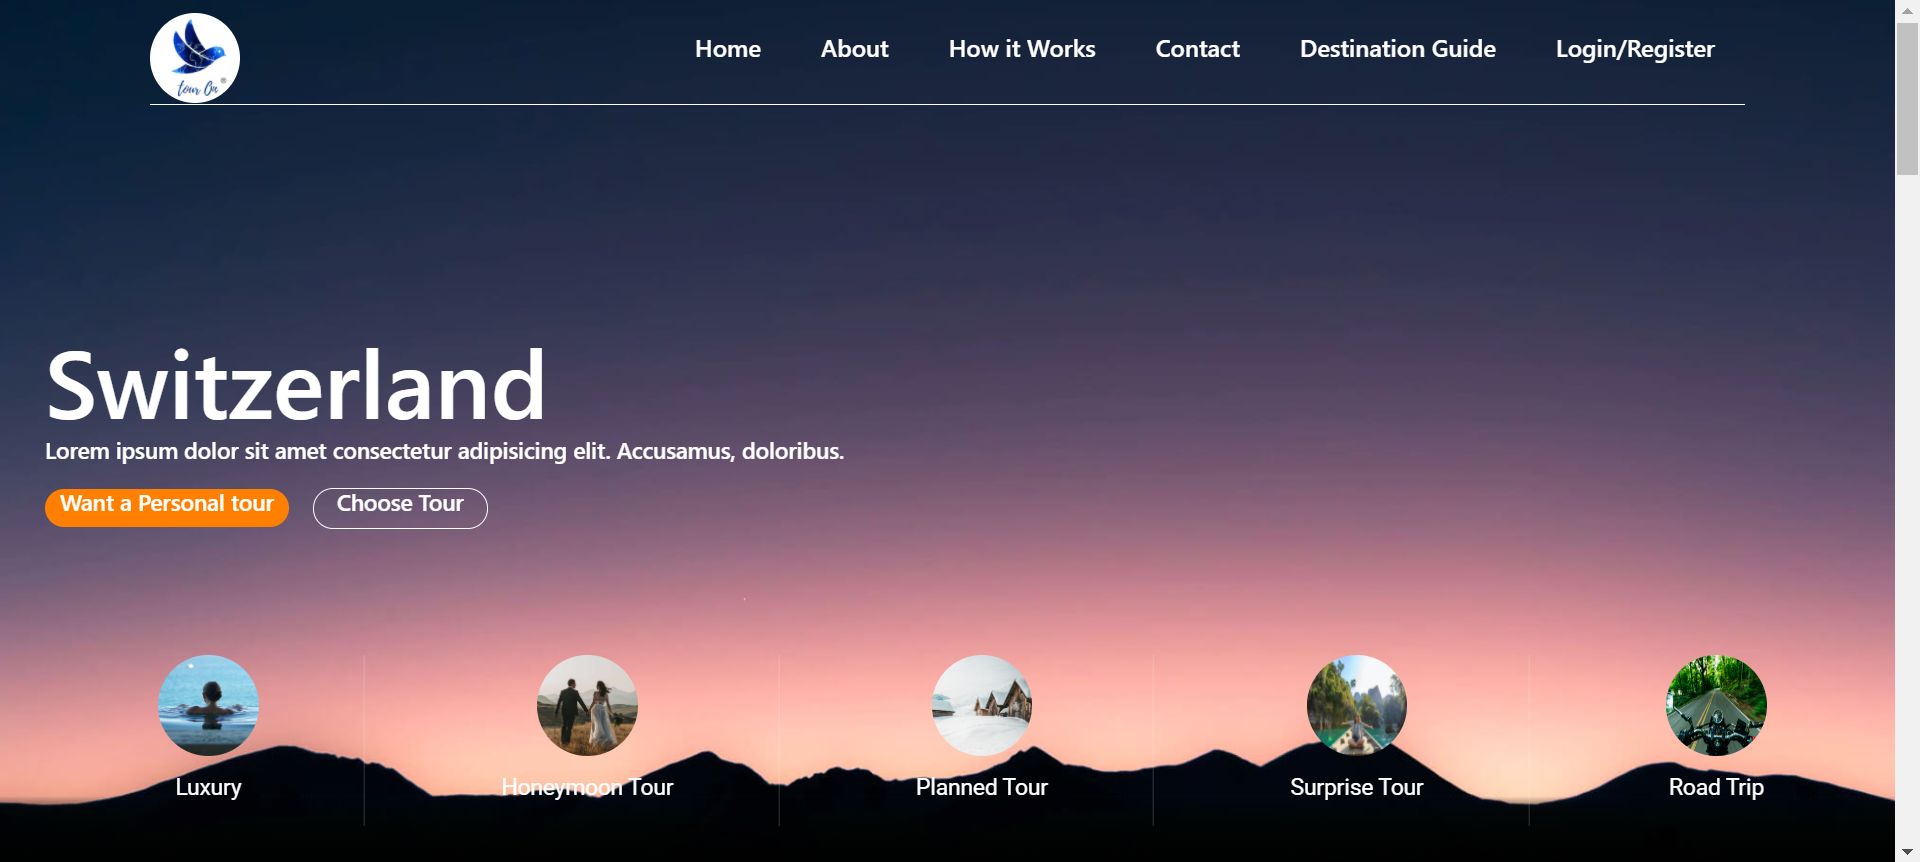 tour On ®
Home About How it Works Contact Destination Guide Login/Register
Switzerland
Lorem ipsum dolor sit amet consectetur adipisicing elit. Accusamus, doloribus.
Want a Personal tour Choose Tour
Luxury Honeymoon Tour Planned Tour Surprise Tour Road Trip